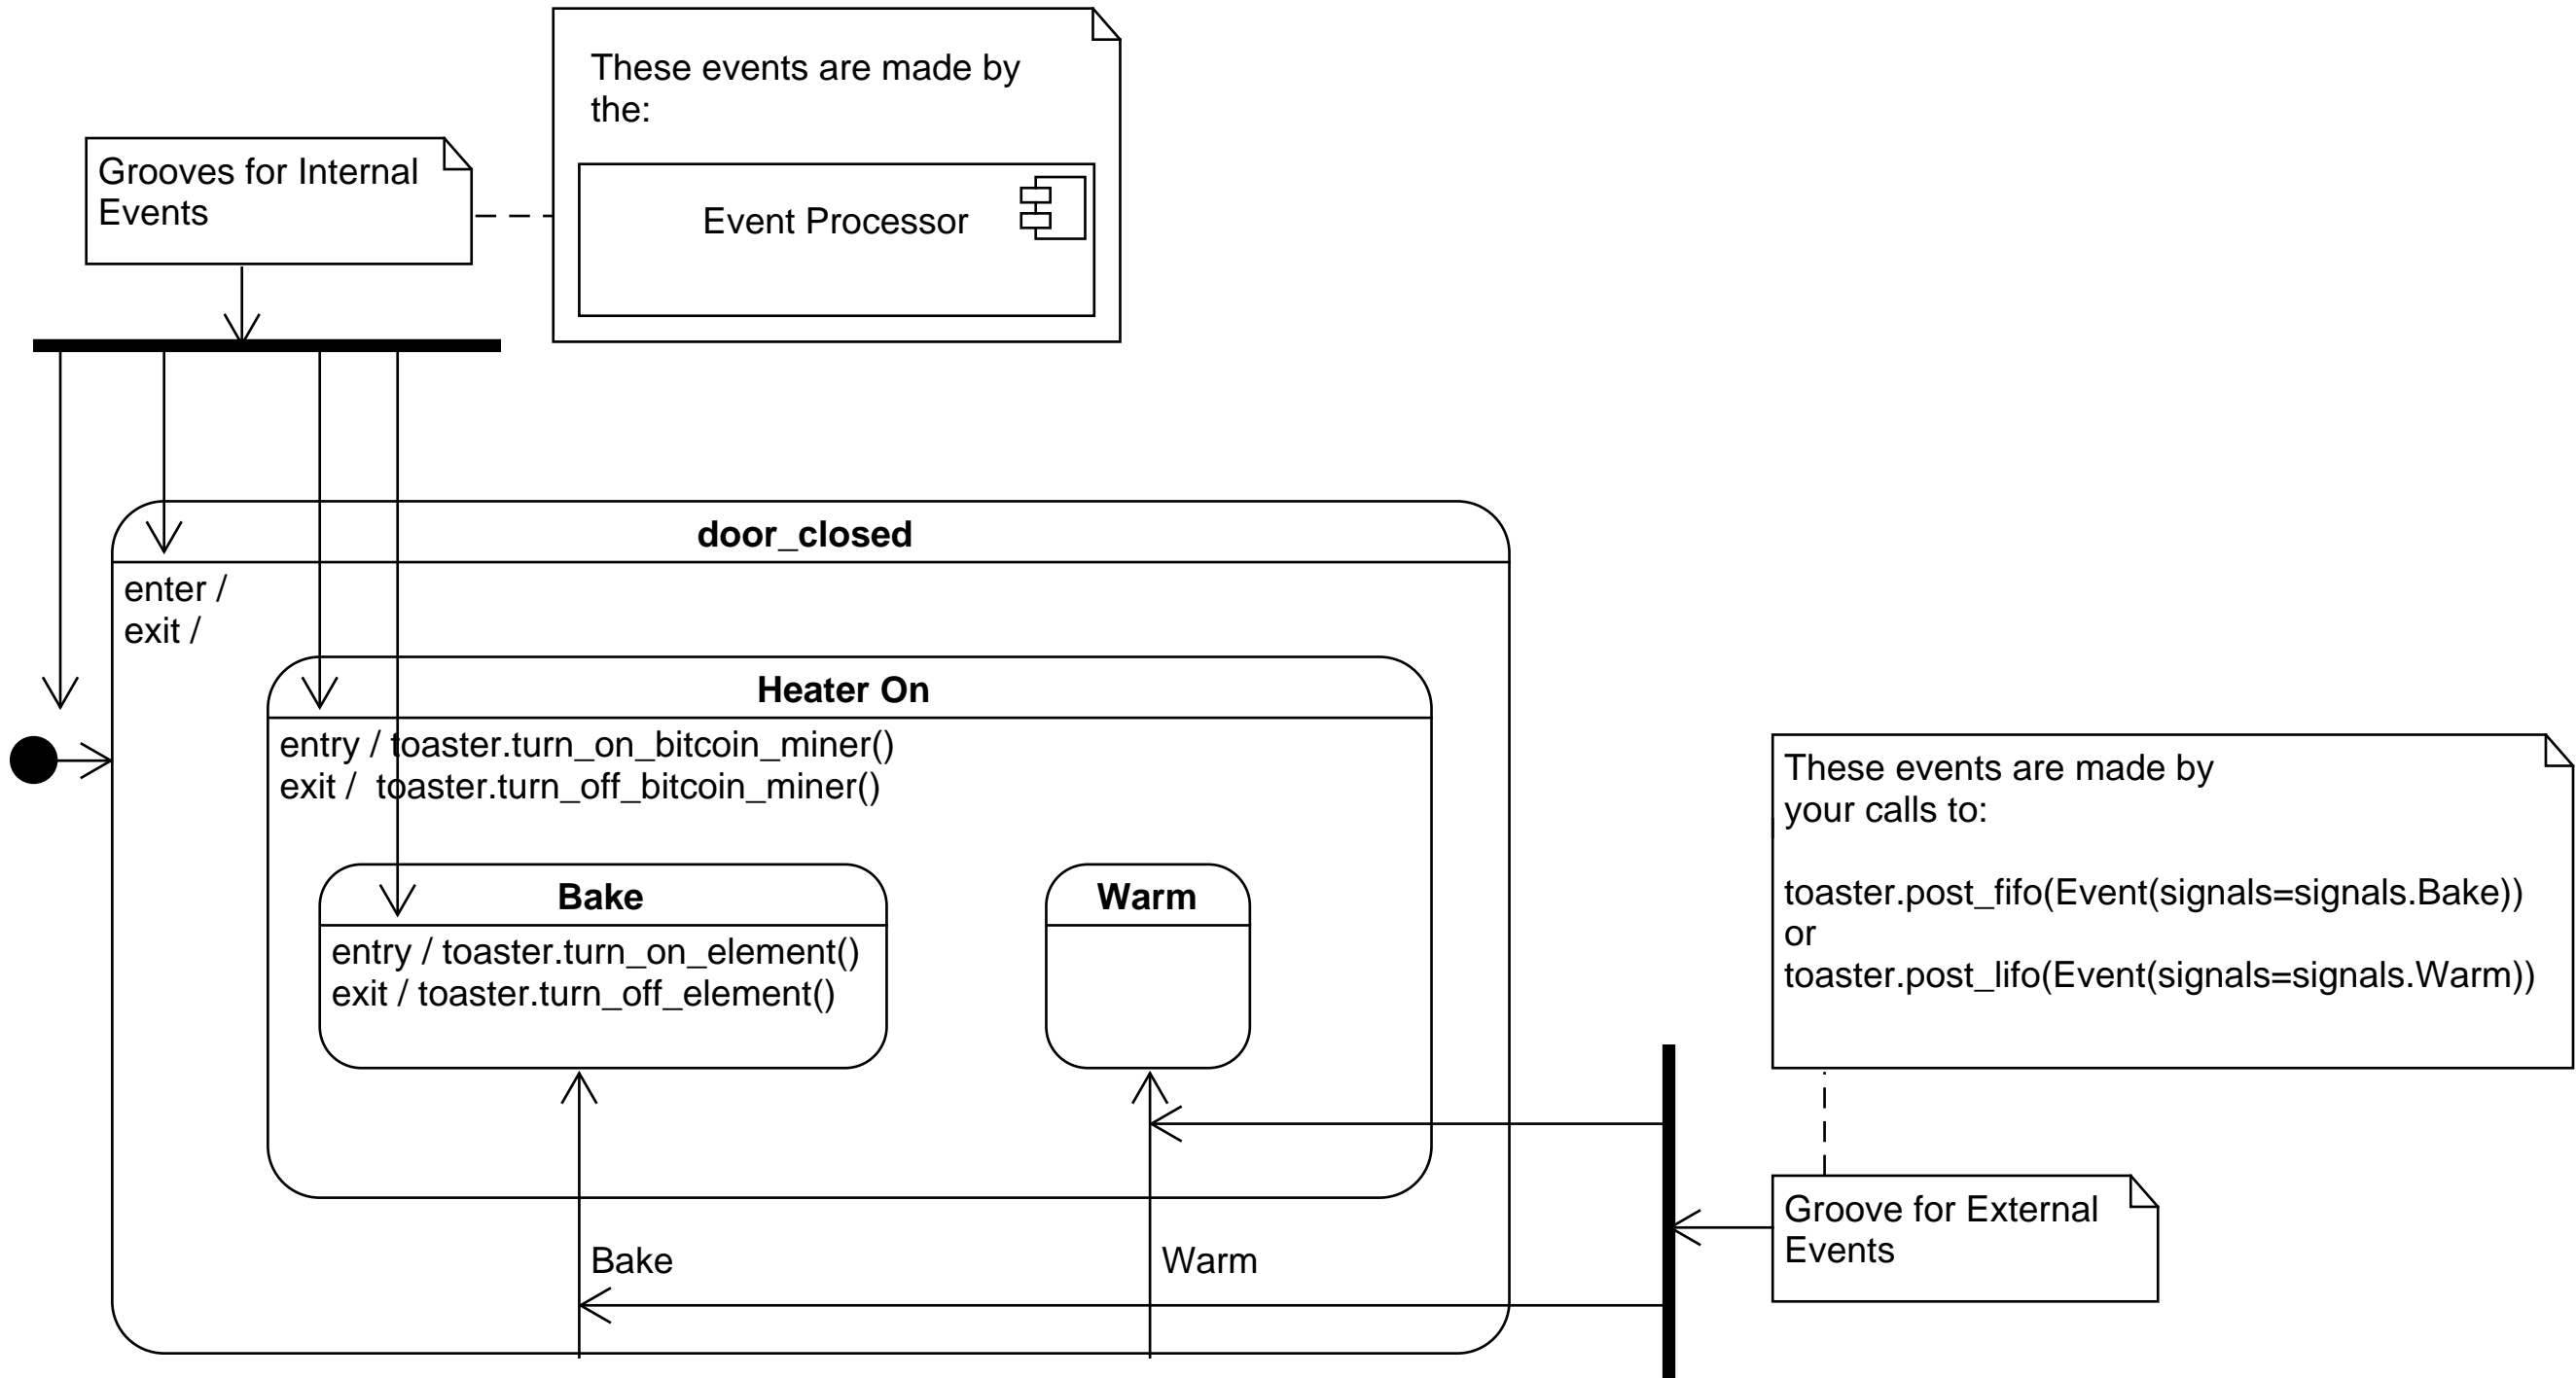 These events are made by
the:
Grooves for Internal
Events
Event Processor
door_closed
enter /
exit /
Heater On
entry / toaster.turn_on_bitcoin_miner()
exit /  toaster.turn_off_bitcoin_miner()
These events are made by
your calls to:
toaster.post_fifo(Event(signals=signals.Bake))
or
toaster.post_lifo(Event(signals=signals.Warm))
Bake
entry / toaster.turn_on_element()
exit / toaster.turn_off_element()
Warm
Groove for External
Events
Bake
Warm